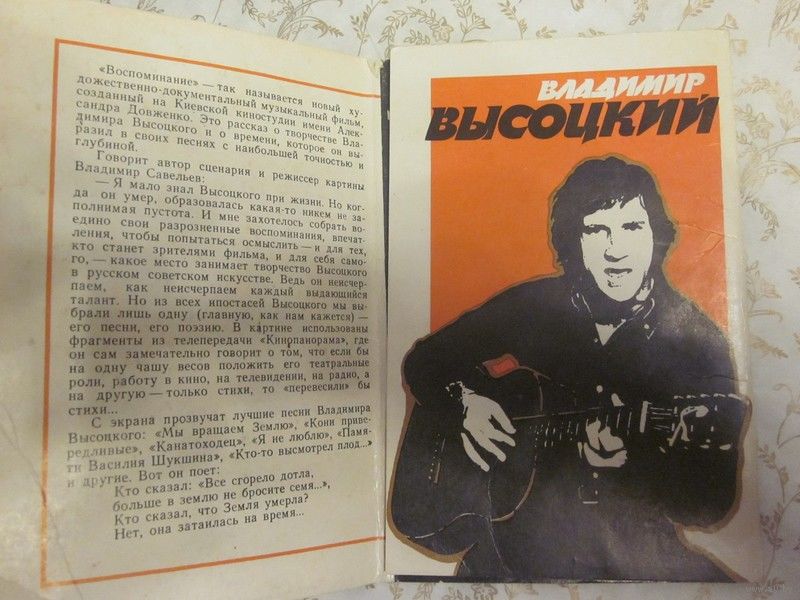 «Воспоминание» — так называется новый ху-
дожественно-документальный музыкальный фильм,
созданный на Киевской киностудии имени Алек-
сандра Довженко. Это рассказ о творчестве Вла-
димира Высоцкого и о времени, которое он вы-
разил в своих песнях с наибольшей точностью и
глубиной.
Говорит автор сценария и режиссер картины
Владимир Савельев:
— Я мало знал Высоцкого при жизни. Но ког-
да он умер, образовалась какая-то никем не за-
полнимая пустота. И мне захотелось собрать во-
едино свои разрозненные воспоминания, впечат-
ления, чтобы попытаться осмыслить — и для тех,
кто станет зрителями фильма, и для себя само-
го, — какое место занимает творчество Высоцкого
в русском советском искусстве. Ведь он неисчер-
паем, как неисчерпаем каждый выдающийся
талант. Но из всех ипостасей Высоцкого мы вы-
брали лишь одну (главную, как нам кажется) —
его песни, его поэзию. В картине использованы
фрагменты из телепередачи «Кинопанорама», где
он сам замечательно говорит о том, что если бы
на одну чашу весов положить его театральные
роли, работу в кино, на телевидении, на радио, а
на другую — только стихи, то «перевесили» бы
стихи...
С экрана прозвучат лучшие песни Владимира
Высоцкого: «Мы вращаем Землю», «Кони приве-
редливые», «Канатоходец», «Я не люблю», «Памя-
ти Василия Шукшина», «Кто-то высмотрел плод...»
и другие. Вот он поет:
Кто сказал: «Все сгорело дотла,
больше в землю не бросите семя...»,
Кто сказал, что Земля умерла?
Нет, она затаилась на время...
ВЛАДИМИР
ВЫСОЦКИЙ